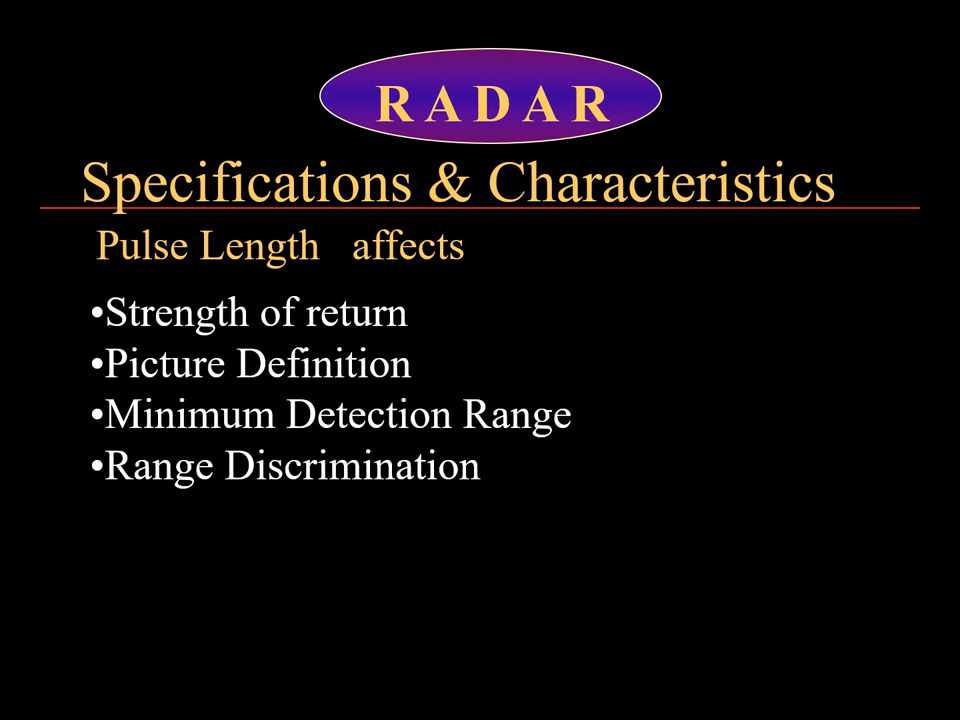 R A D A R
Specifications & Characteristics
Pulse Length affects
•Strength of return
•Picture Definition
•Minimum Detection Range
•Range Discrimination